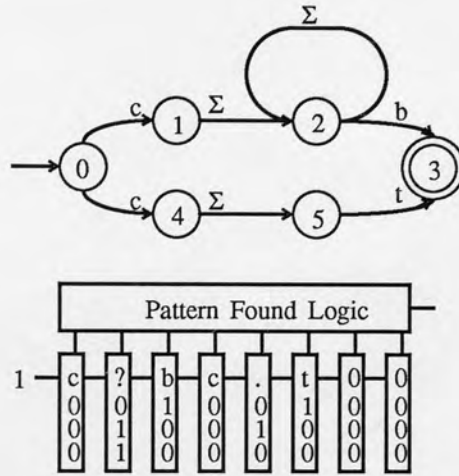 Σ
c 1 Σ 2 b
0 3
c 4 Σ 5 t
Pattern Found Logic
1 c ? b c . t 0 0
0 0 1 0 0 1 0 0
0 1 0 0 1 0 0 0
0 1 0 0 0 0 0 0